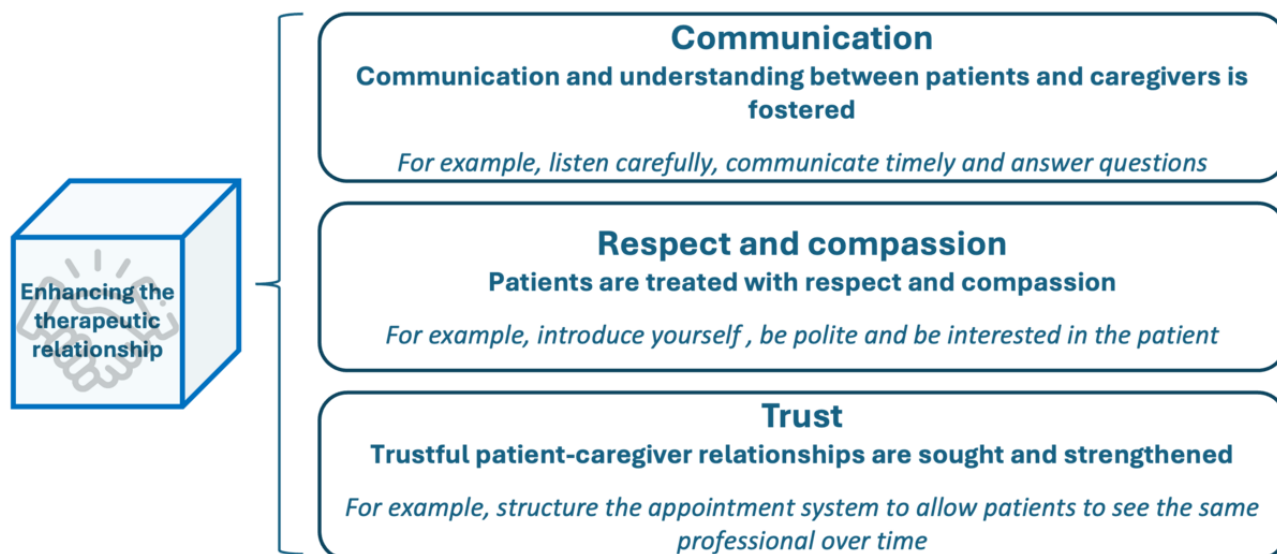 Communication
Communication and understanding between patients and caregivers is
fostered
For example, listen carefully, communicate timely and answer questions
Enhancing the
therapeutic
relationship
Respect and compassion
Patients are treated with respect and compassion
For example, introduce yourself , be polite and be interested in the patient
Trust
Trustful patient-caregiver relationships are sought and strengthened
For example, structure the appointment system to allow patients to see the same
professional over time